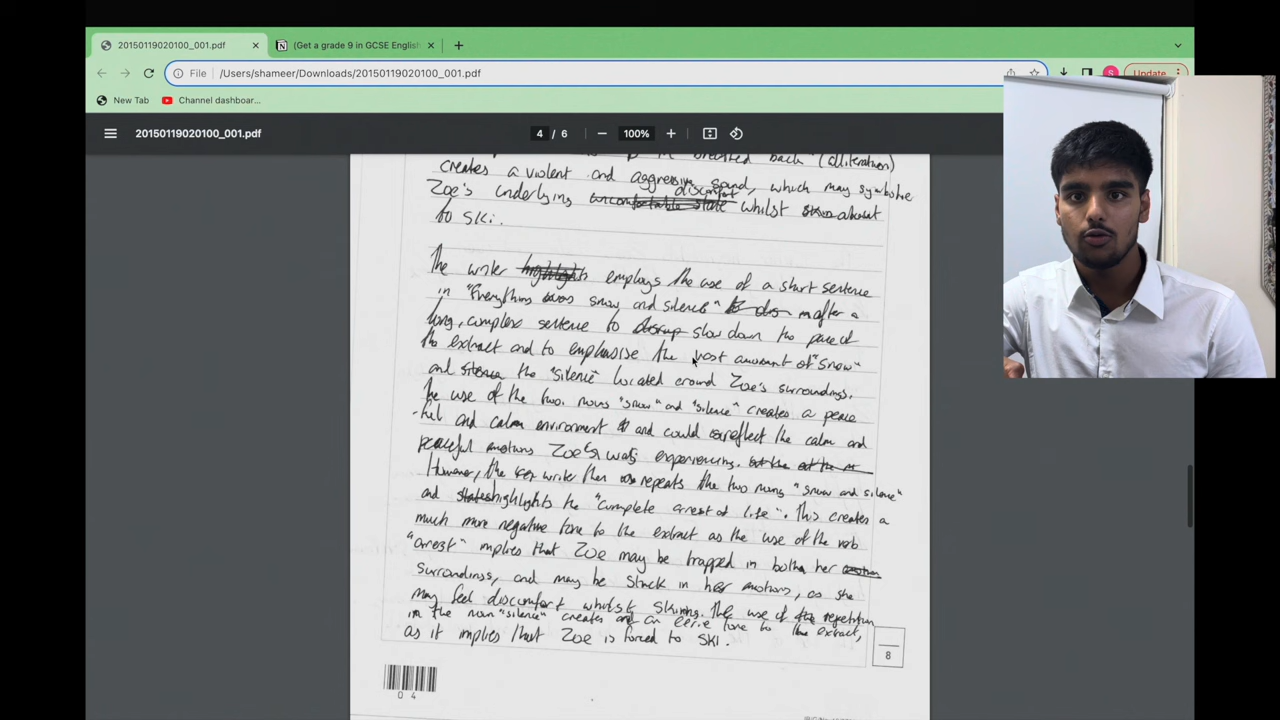 20150119020100_001.pdf
(Get a grade 9 in GCSE English
File /Users/shameer/Downloads/20150119020100_001.pdf
S
Update
New Tab
Channel dashboar...
20150119020100_001.pdf
4 / 6
100%
breathed back" (alliteration)
creates a violent and aggressive sound, which may symbolise
discomfort
Zoe's underlying uncomfortable state whilst about
to ski.
The writer employs the use of a short sentence
in "Everything was snow and silence" after a
long, complex sentence to slow down the pace of
the extract and to emphasise the vast amount of "snow"
and silence the "silence" located around Zoe's surroundings.
The use of the two nouns "snow" and "silence" creates a peace
-ful and calm environment and could reflect the calm and
peaceful emotions Zoe was experiencing.
However, the writer then repeats the two nouns "snow and silence"
and highlights the "complete arrest of life". This creates a
much more negative tone to the extract as the use of the verb
"arrest" implies that Zoe may be trapped in both her
surroundings, and may be stuck in her emotions, as she
may feel discomfort whilst skiing. The use of the repetition
in the noun "silence" creates an eerie tone to the extract,
as it implies that Zoe is forced to ski.
8
0 4